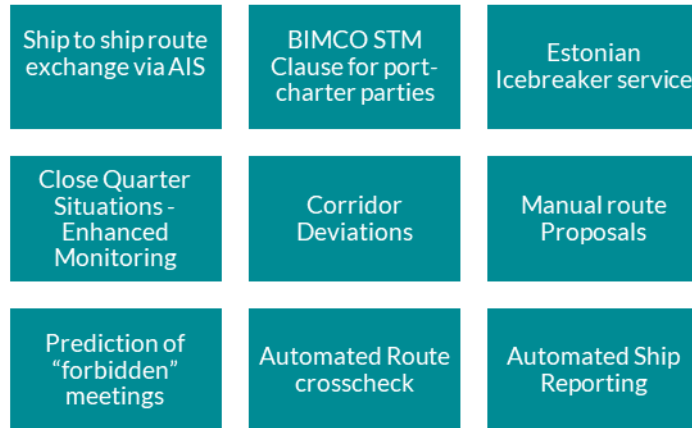 Ship to ship route
exchange via AIS
BIMCO STM
Clause for port-
charter parties
Estonian
Icebreaker service
Close Quarter
Situations -
Enhanced
Monitoring
Corridor
Deviations
Manual route
Proposals
Prediction of
“forbidden”
meetings
Automated Route
crosscheck
Automated Ship
Reporting